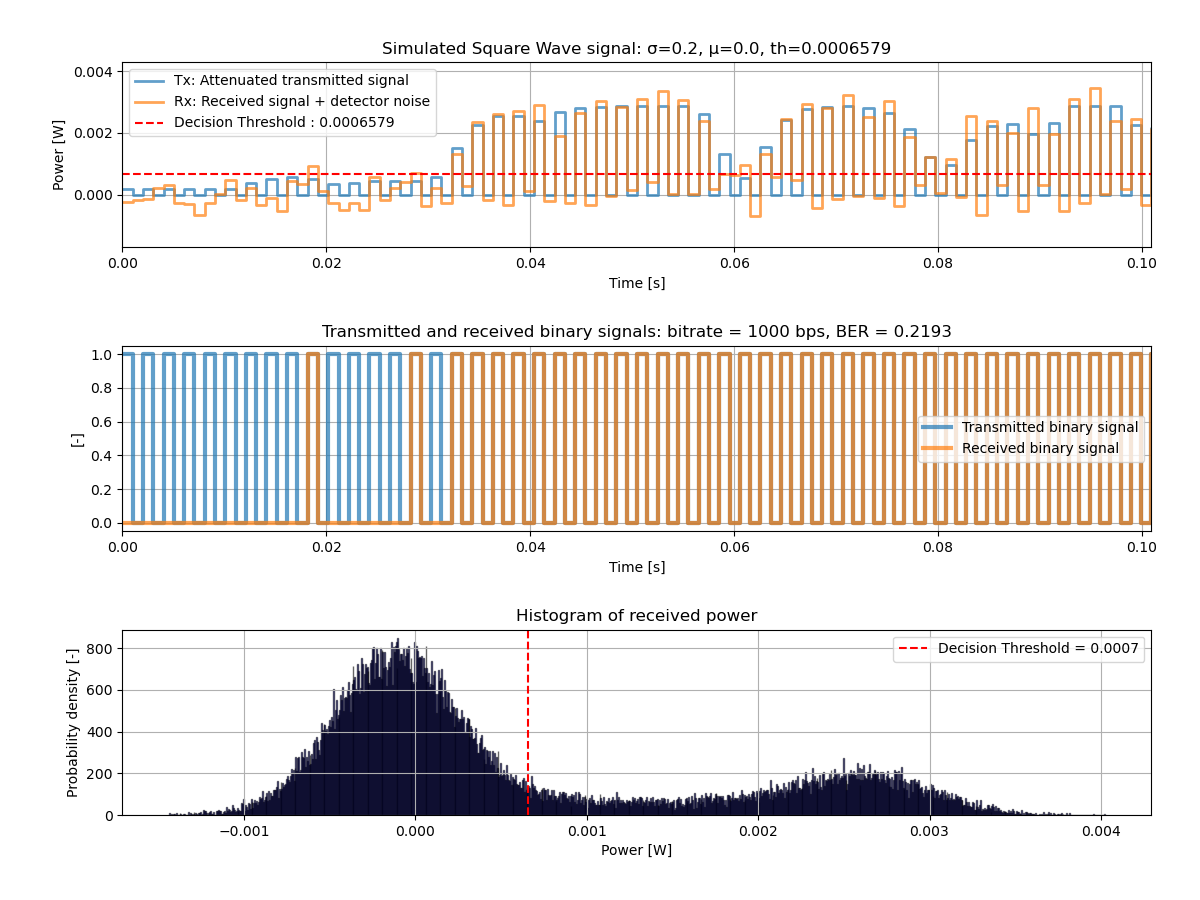 Simulated Square Wave signal: σ=0.2, μ=0.0, th=0.0006579
Tx: Attenuated transmitted signal
Rx: Received signal + detector noise
Decision Threshold : 0.0006579
0.004
0.002
0.000
Power [W]
0.00 0.02 0.04 0.06 0.08 0.10
Time [s]
Transmitted and received binary signals: bitrate = 1000 bps, BER = 0.2193
1.0
0.8
0.6
0.4
0.2
0.0
[-]
Transmitted binary signal
Received binary signal
0.00 0.02 0.04 0.06 0.08 0.10
Time [s]
Histogram of received power
Decision Threshold = 0.0007
800
600
400
200
0
Probability density [-]
−0.001 0.000 0.001 0.002 0.003 0.004
Power [W]